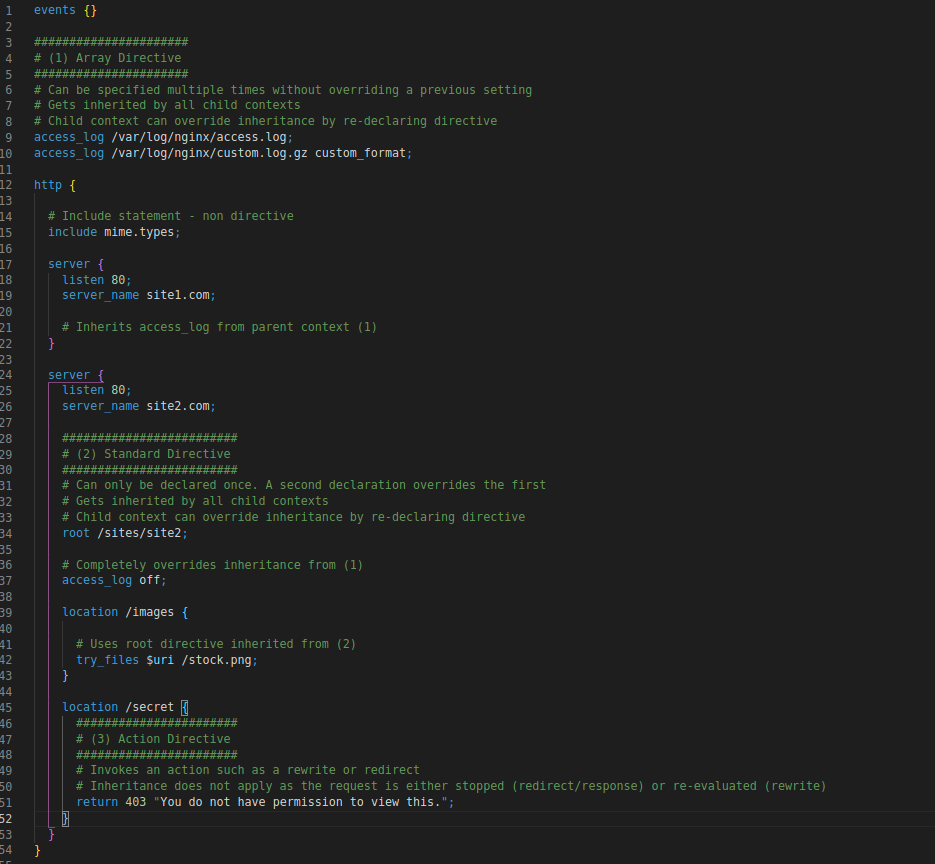 1 events {}
2
3 ######################
4 # (1) Array Directive
5 ######################
6 # Can be specified multiple times without overriding a previous setting
7 # Gets inherited by all child contexts
8 # Child context can override inheritance by re-declaring directive
9 access_log /var/log/nginx/access.log;
10 access_log /var/log/nginx/custom.log.gz custom_format;
11
12 http {
13
14 # Include statement - non directive
15 include mime.types;
16
17 server {
18 listen 80;
19 server_name site1.com;
20
21 # Inherits access_log from parent context (1)
22 }
23
24 server {
25 listen 80;
26 server_name site2.com;
27
28 #########################
29 # (2) Standard Directive
30 #########################
31 # Can only be declared once. A second declaration overrides the first
32 # Gets inherited by all child contexts
33 # Child context can override inheritance by re-declaring directive
34 root /sites/site2;
35
36 # Completely overrides inheritance from (1)
37 access_log off;
38
39 location /images {
40
41 # Uses root directive inherited from (2)
42 try_files $uri /stock.png;
43 }
44
45 location /secret {
46 #######################
47 # (3) Action Directive
48 #######################
49 # Invokes an action such as a rewrite or redirect
50 # Inheritance does not apply as the request is either stopped (redirect/response) or re-evaluated (rewrite)
51 return 403 "You do not have permission to view this.";
52 }
53 }
54 }